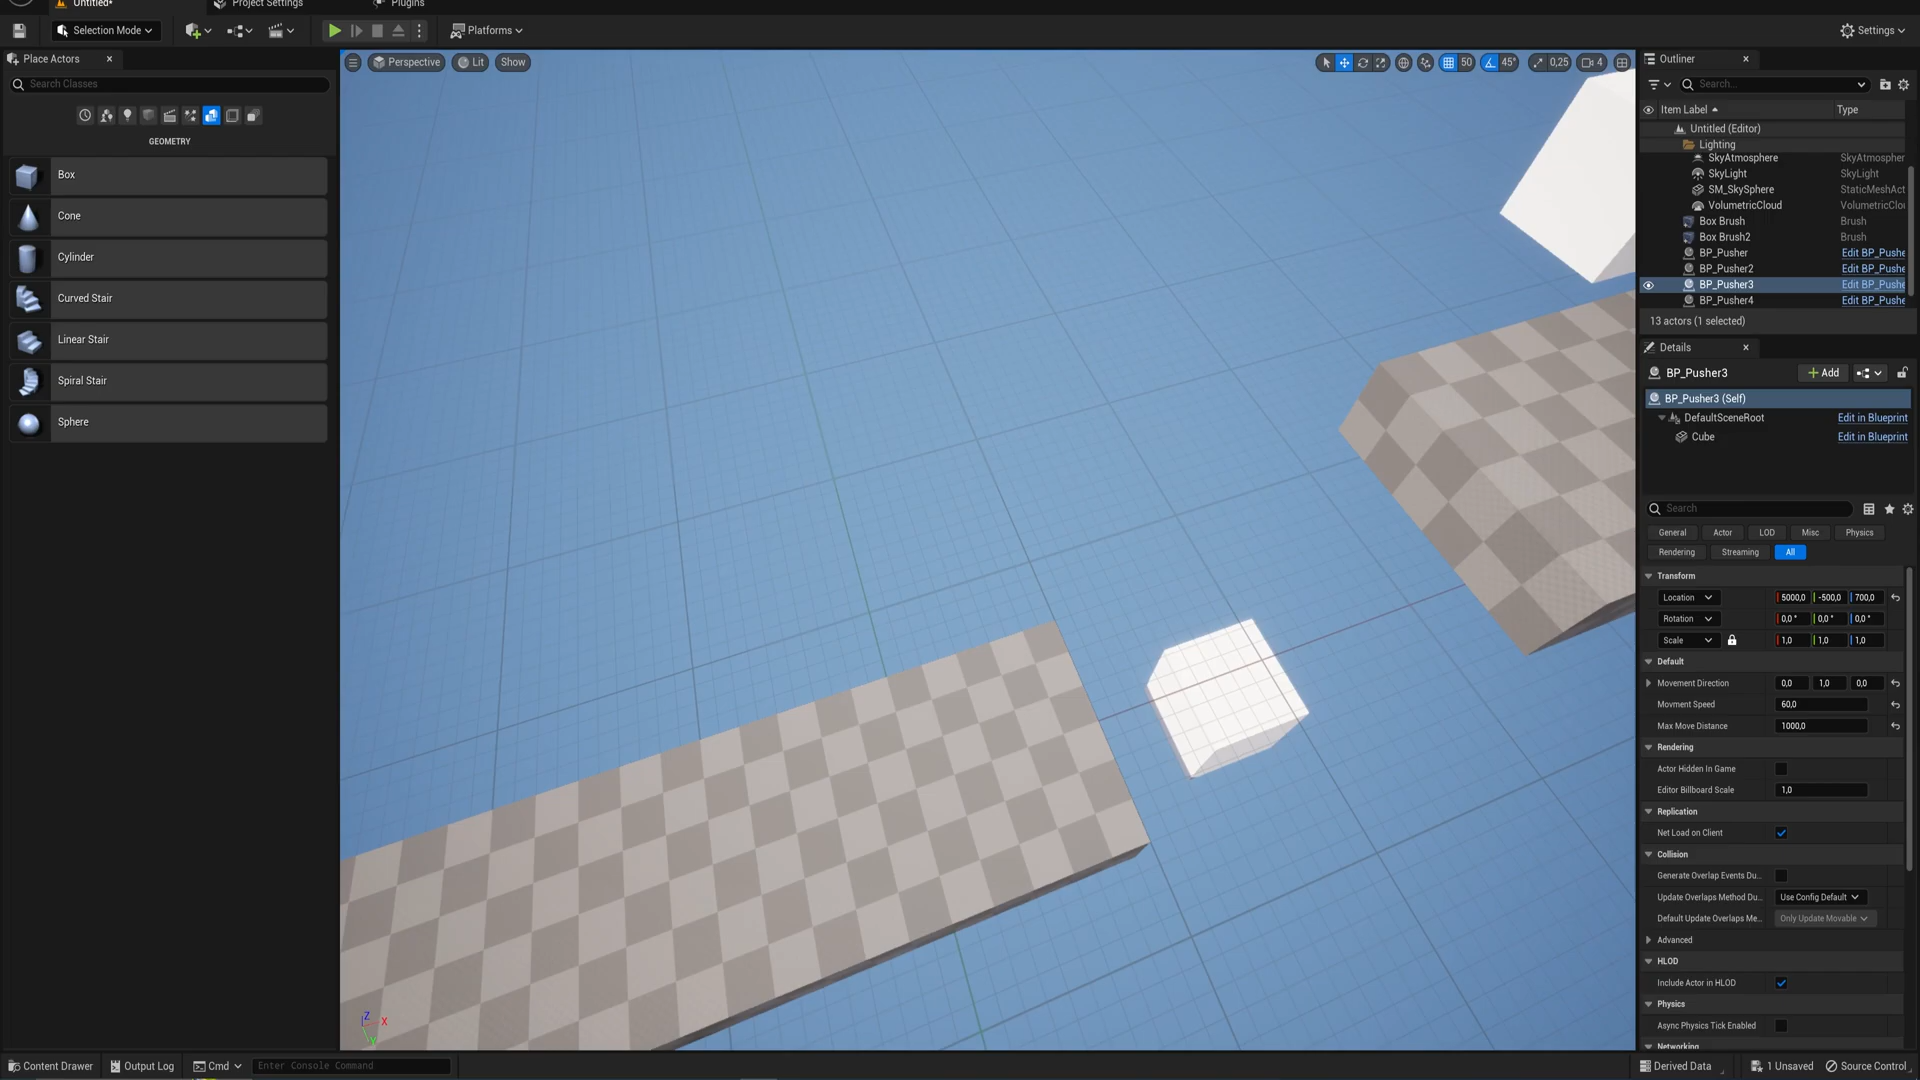 Untitled*
Project Settings
Plugins
Selection Mode
Platforms
Settings
Place Actors
Search Classes
GEOMETRY
Box
Cone
Cylinder
Curved Stair
Linear Stair
Spiral Stair
Sphere
Perspective
Lit
Show
50
45°
0,25
4
Z
X
Y
Outliner
Search...
Item Label
Type
Untitled (Editor)
Lighting
SkyAtmosphere SkyAtmospher
SkyLight SkyLight
SM_SkySphere StaticMeshAct
VolumetricCloud VolumetricClou
Box Brush Brush
Box Brush2 Brush
BP_Pusher Edit BP_Pushe
BP_Pusher2 Edit BP_Pushe
BP_Pusher3 Edit BP_Pushe
BP_Pusher4 Edit BP_Pushe
13 actors (1 selected)
Details
BP_Pusher3
Add
BP_Pusher3 (Self)
DefaultSceneRoot Edit in Blueprint
Cube Edit in Blueprint
Search
General Actor LOD Misc Physics
Rendering Streaming All
Transform
Location 5000,0 -500,0 700,0
Rotation 0,0 ° 0,0 ° 0,0 °
Scale 1,0 1,0 1,0
Default
Movement Direction 0,0 1,0 0,0
Movment Speed 60,0
Max Move Distance 1000,0
Rendering
Actor Hidden In Game
Editor Billboard Scale 1,0
Replication
Net Load on Client
Collision
Generate Overlap Events Du...
Update Overlaps Method Du... Use Config Default
Default Update Overlaps Me... Only Update Movable
Advanced
HLOD
Include Actor in HLOD
Physics
Async Physics Tick Enabled
Networking
Content Drawer
Output Log
Cmd
Enter Console Command
Derived Data
1 Unsaved
Source Control